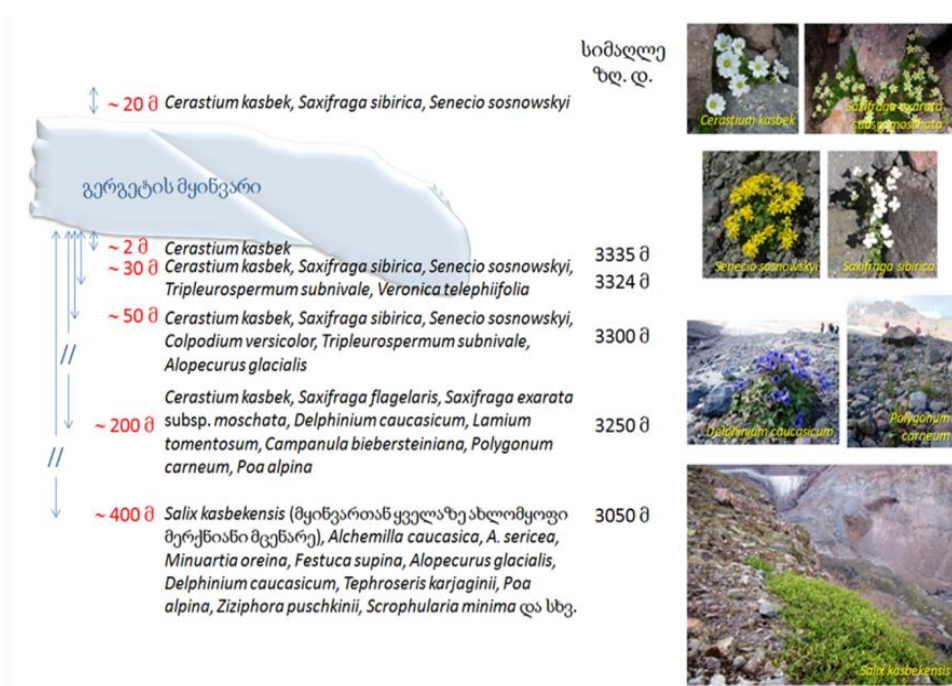 სიმაღლე
ზღ. დ.
~ 20 მ Cerastium kasbek, Saxifraga sibirica, Senecio sosnowskyi
გერგეტის მყინვარი
~ 2 მ Cerastium kasbek 3335 მ
~ 30 მ Cerastium kasbek, Saxifraga sibirica, Senecio sosnowskyi,
Tripleurospermum subnivale, Veronica telephiifolia 3324 მ
~ 50 მ Cerastium kasbek, Saxifraga sibirica, Senecio sosnowskyi,
Colpodium versicolor, Tripleurospermum subnivale, 3300 მ
Alopecurus glacialis
//
Cerastium kasbek, Saxifraga flagelaris, Saxifraga exarata
~ 200 მ subsp. moschata, Delphinium caucasicum, Lamium 3250 მ
tomentosum, Campanula biebersteiniana, Polygonum
carneum, Poa alpina
//
~ 400 მ Salix kasbekensis (მყინვართან ყველაზე ახლომყოფი 3050 მ
მერქნიანი მცენარე), Alchemilla caucasica, A. sericea,
Minuartia oreina, Festuca supina, Alopecurus glacialis,
Delphinium caucasicum, Tephroseris karjaginii, Poa
alpina, Ziziphora puschkinii, Scrophularia minima და სხვ.
Cerastium kasbek
Saxifraga exarata
subsp. moschata
Senecio sosnowskyi
Saxifraga sibirica
Delphinium caucasicum
Polygonum
carneum
Salix kasbekensis